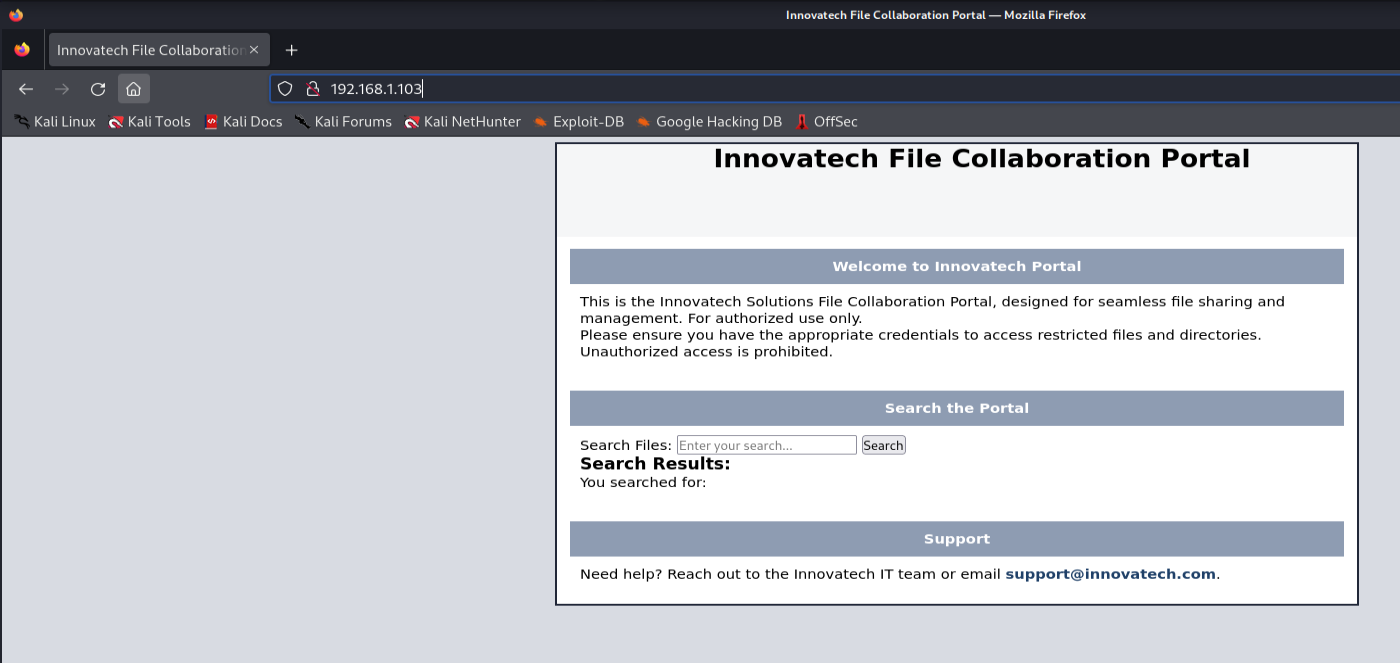 Innovatech File Collaboration Portal — Mozilla Firefox
Innovatech File Collaboration
192.168.1.103
Kali Linux Kali Tools Kali Docs Kali Forums Kali NetHunter Exploit-DB Google Hacking DB OffSec
Innovatech File Collaboration Portal
Welcome to Innovatech Portal
This is the Innovatech Solutions File Collaboration Portal, designed for seamless file sharing and
management. For authorized use only.
Please ensure you have the appropriate credentials to access restricted files and directories.
Unauthorized access is prohibited.
Search the Portal
Search Files: Enter your search... Search
Search Results:
You searched for:
Support
Need help? Reach out to the Innovatech IT team or email support@innovatech.com.